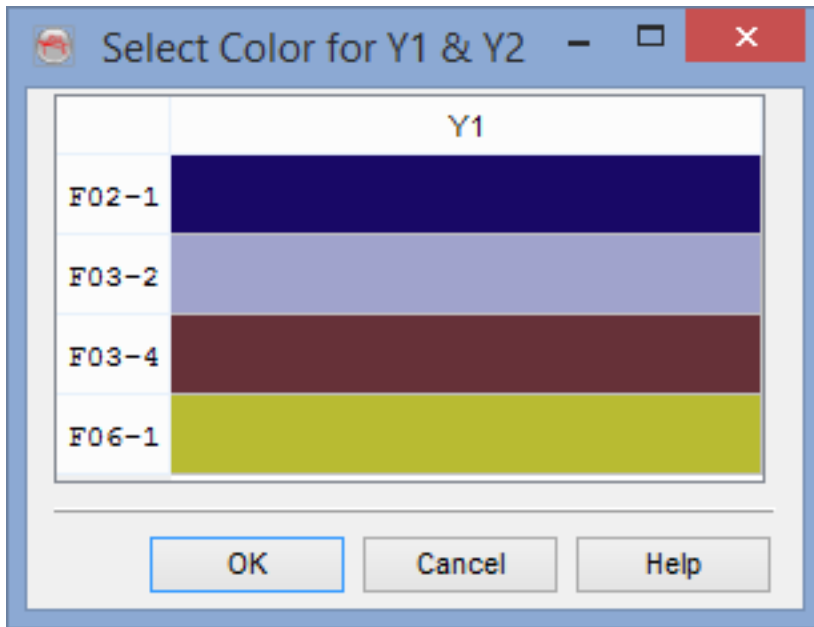 Select Color for Y1 & Y2
Y1
F02-1
F03-2
F03-4
F06-1
OK Cancel Help